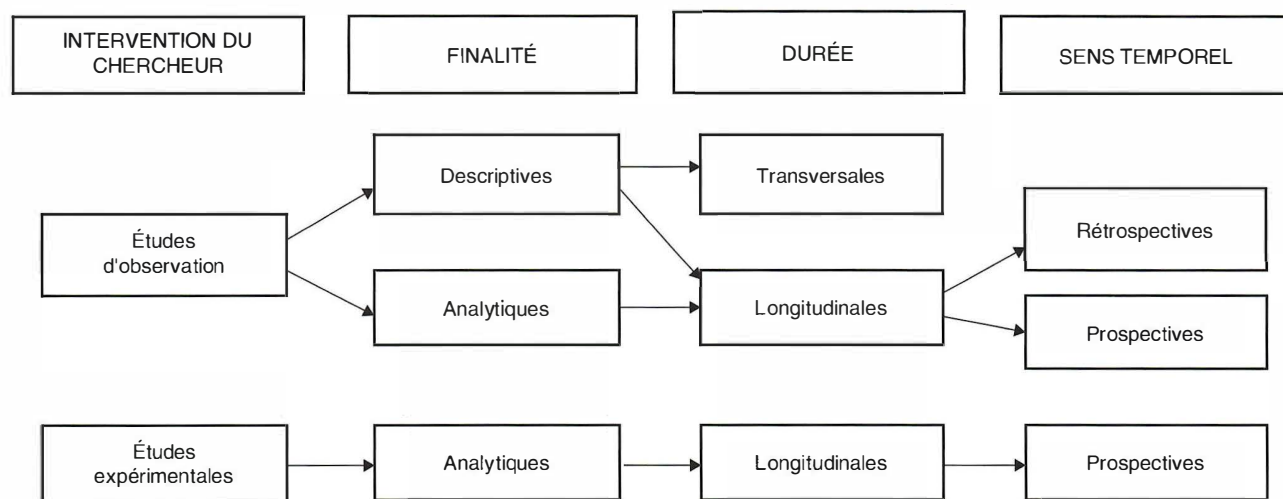 INTERVENTION DU
CHERCHEUR
FINALITÉ
DURÉE
SENS TEMPOREL
Descriptives
Transversales
Études
d'observation
Rétrospectives
Analytiques
Longitudinales
Prospectives
Études
expérimentales
Analytiques
Longitudinales
Prospectives